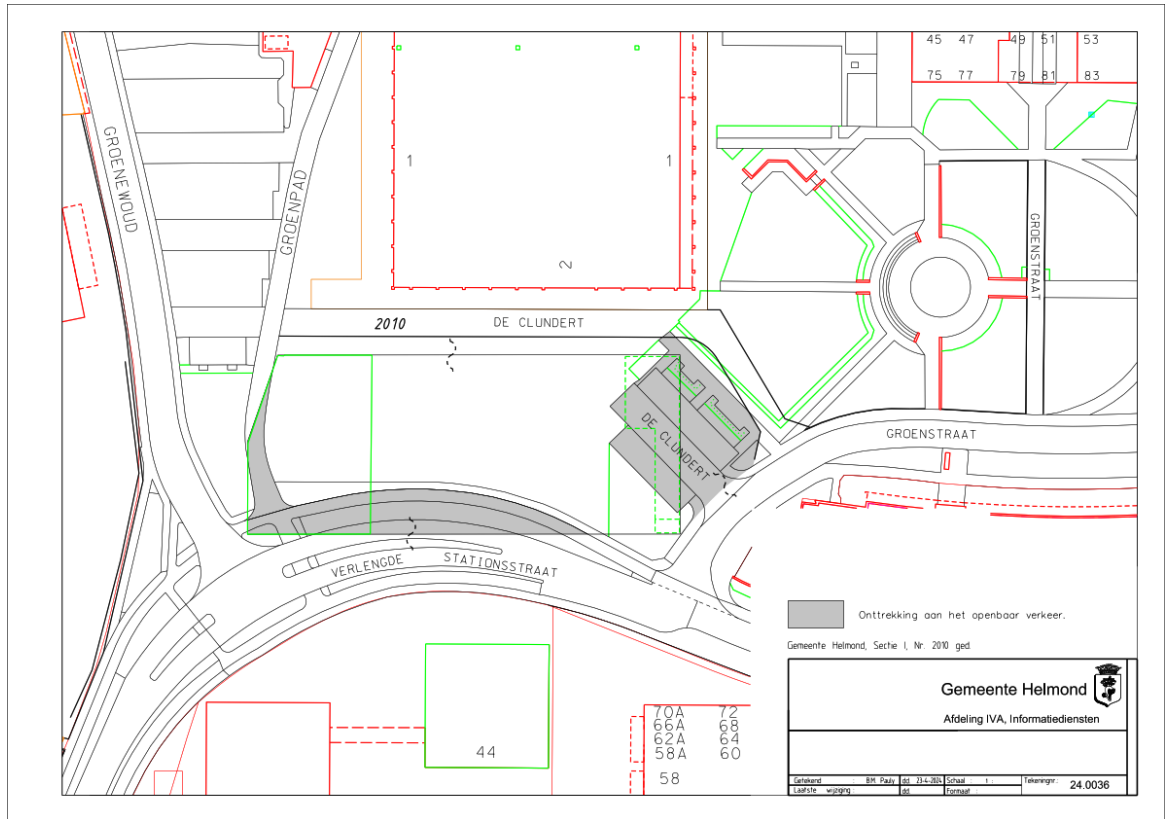 45 47 49 51 53
75 77 79 81 83
GROENEWOUD
GROENPAD
1
1
2
GROENSTRAAT
2010 DE CLUNDERT
DE CLUNDERT
GROENSTRAAT
VERLENGDE STATIONSSTRAAT
Onttrekking aan het openbaar verkeer.
Gemeente Helmond, Sectie I, Nr. 2010 ged.
Gemeente Helmond
Afdeling IVA, Informatiediensten
44
70A 72
66A 68
62A 64
58A 60
58
Getekend : B.M. Pauly dd. 23-4-2024 Schaal : 1 : Tekeningnr.: 24.0036
Laatste wijziging : dd. Formaat :